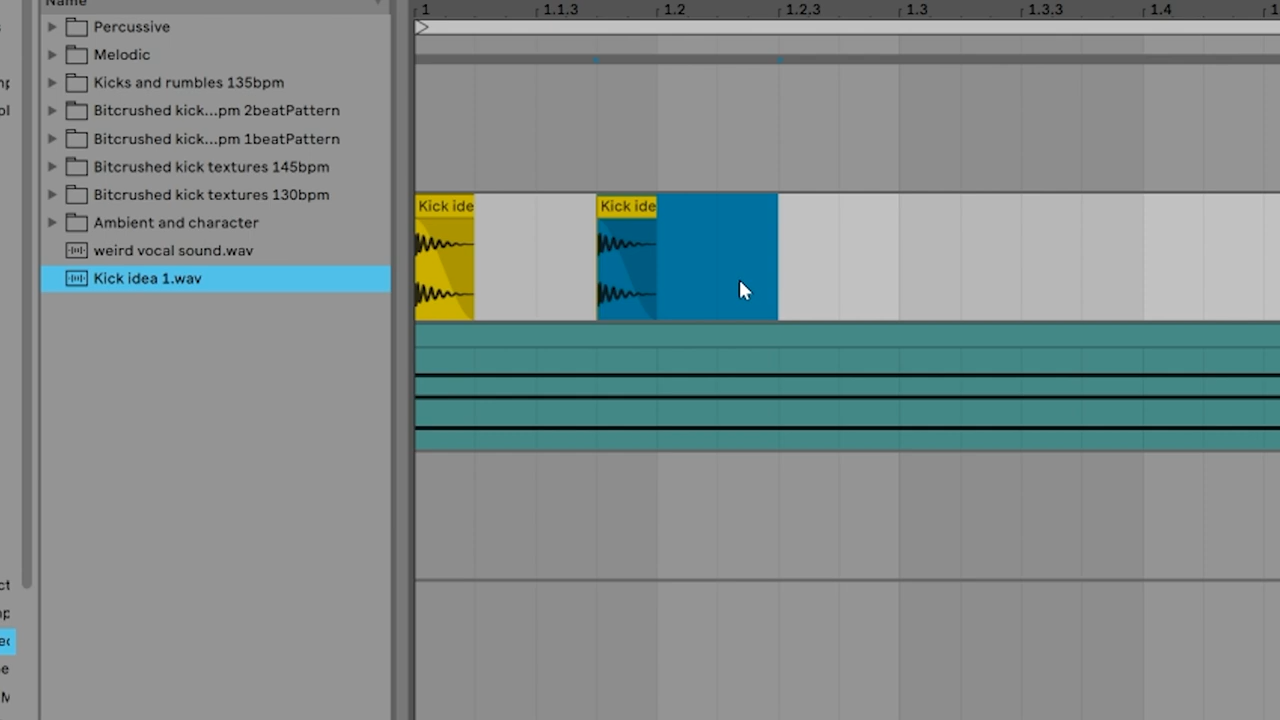 Name
1
1.1.3
1.2
1.2.3
1.3
1.3.3
1.4
Percussive
Melodic
Kicks and rumbles 135bpm
Bitcrushed kick...pm 2beatPattern
Bitcrushed kick...pm 1beatPattern
Bitcrushed kick textures 145bpm
Bitcrushed kick textures 130bpm
Ambient and character
weird vocal sound.wav
Kick idea 1.wav
Kick ide
Kick ide